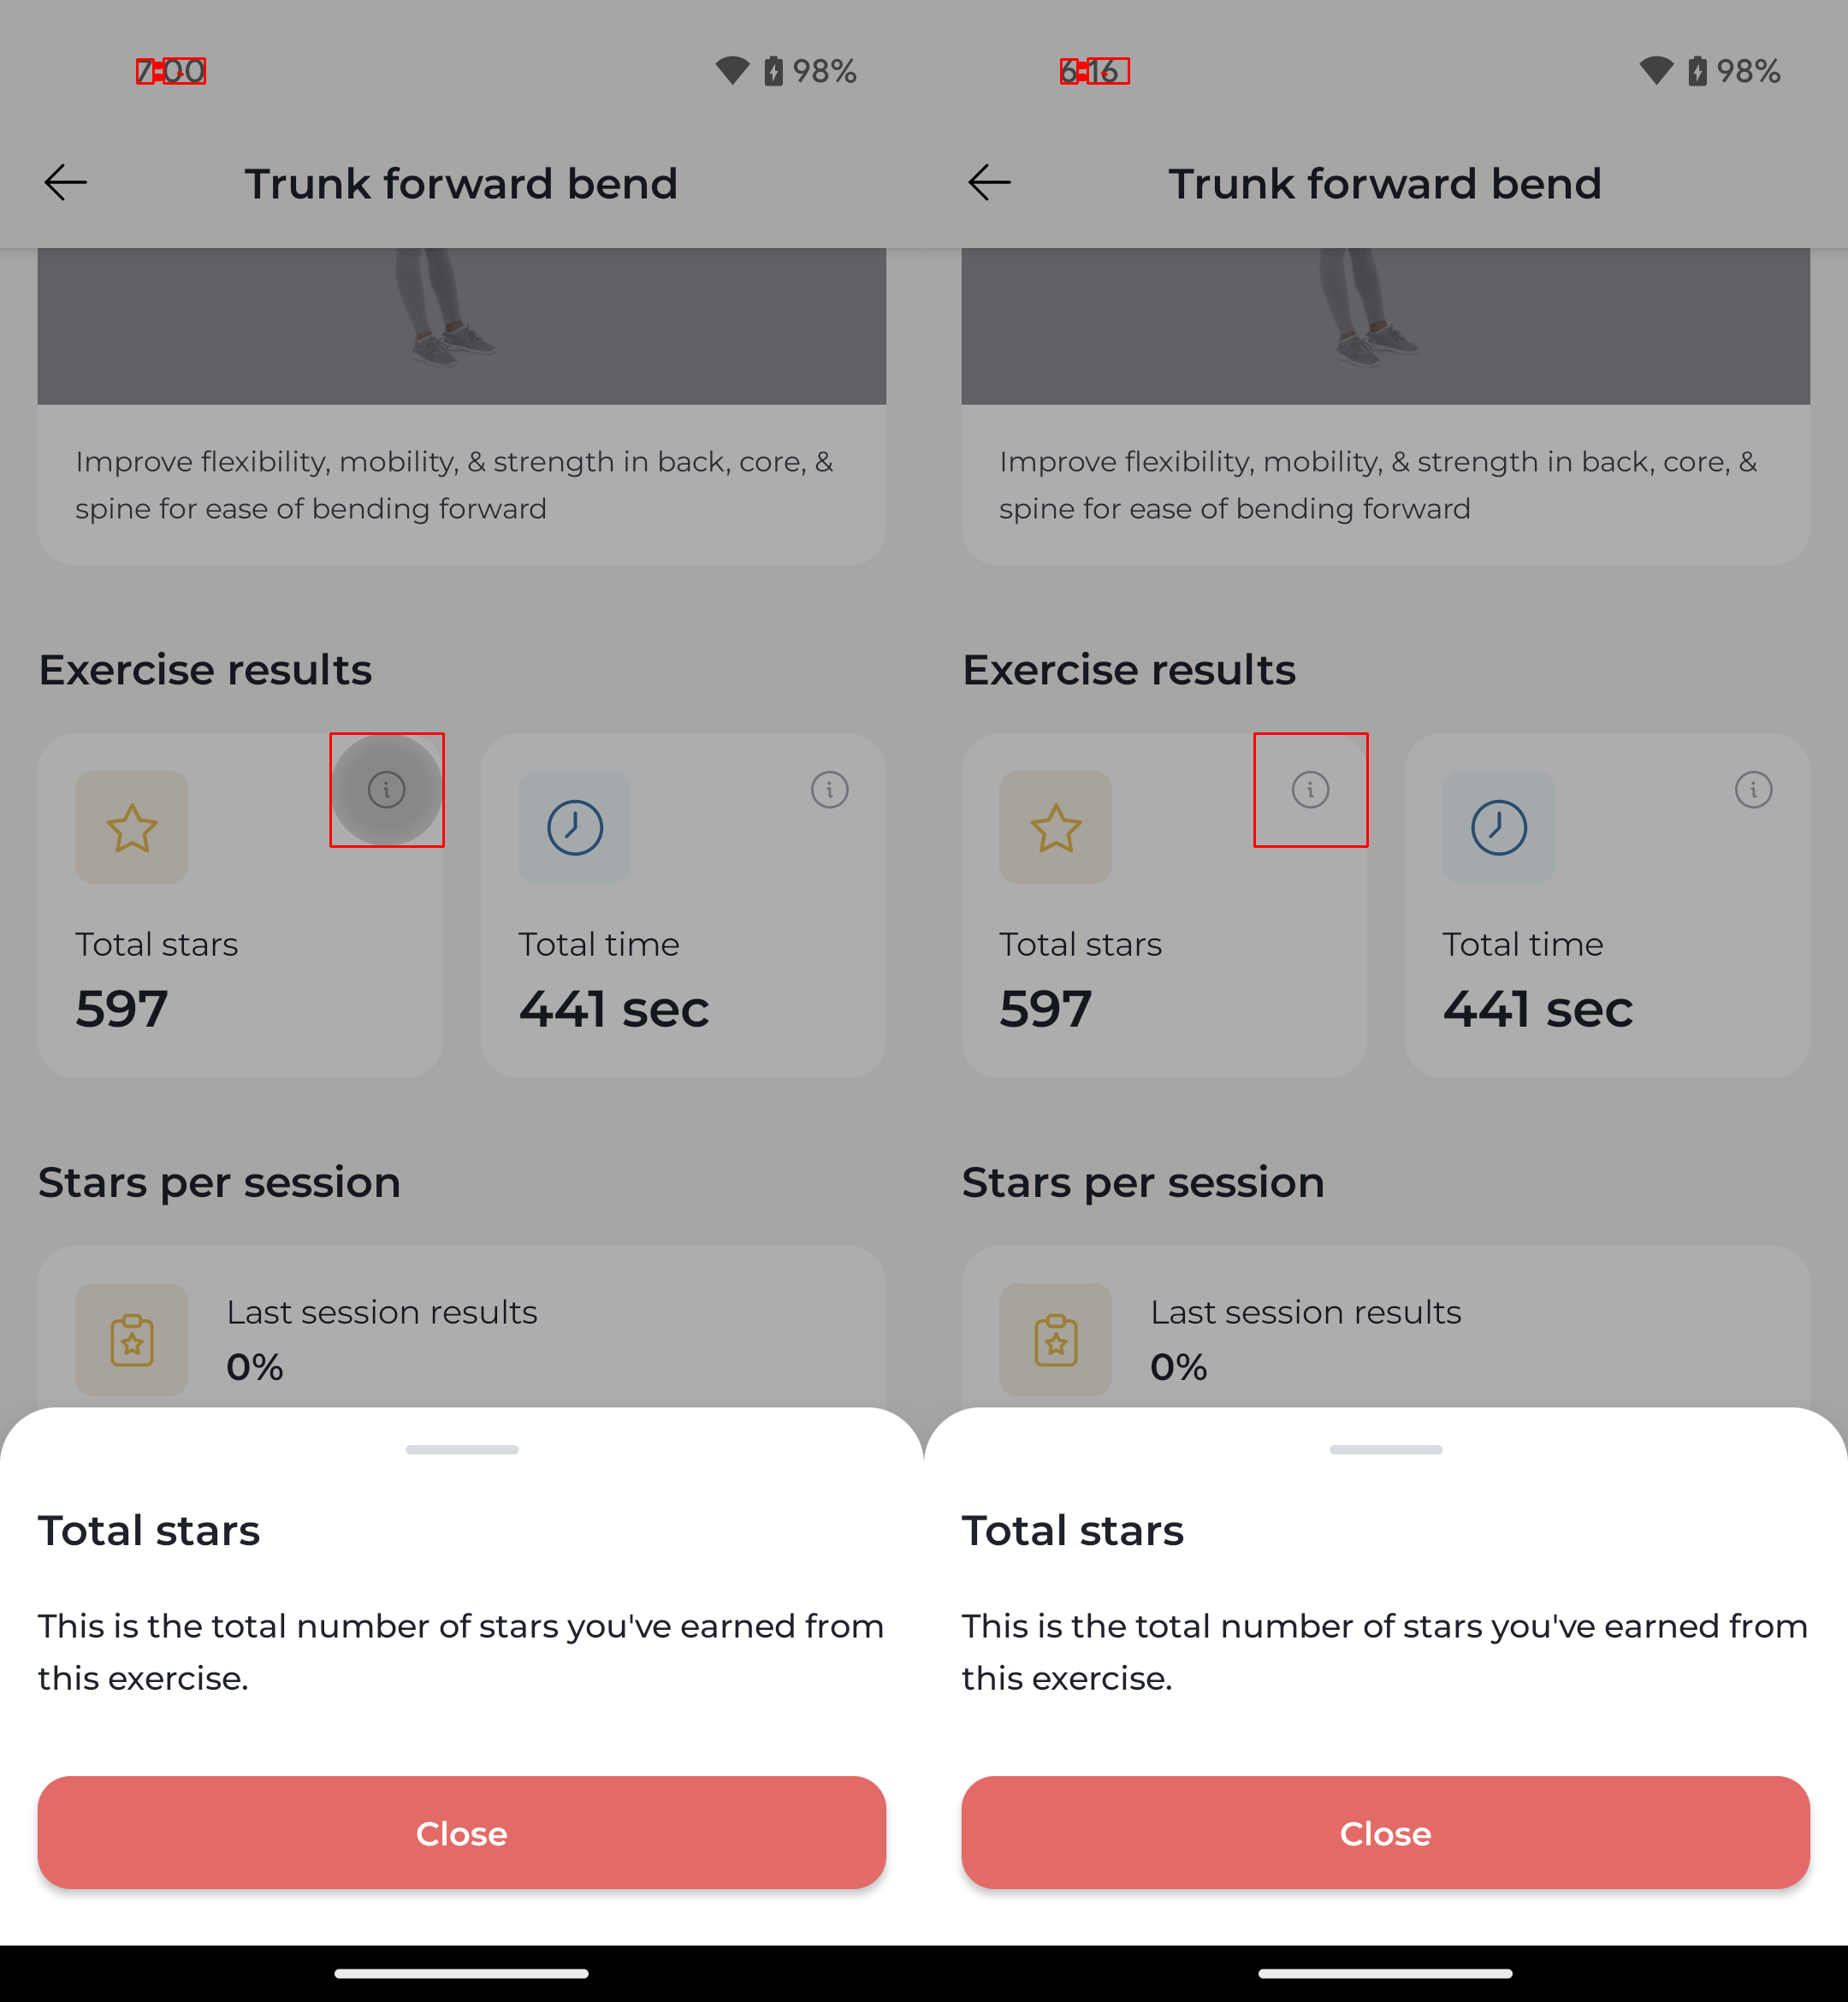 7:00
98%
Trunk forward bend
Improve flexibility, mobility, & strength in back, core, &
spine for ease of bending forward
Exercise results
Total stars
597
Total time
441 sec
Stars per session
Last session results
0%
Total stars
This is the total number of stars you've earned from
this exercise.
Close
6:16
98%
Trunk forward bend
Improve flexibility, mobility, & strength in back, core, &
spine for ease of bending forward
Exercise results
Total stars
597
Total time
441 sec
Stars per session
Last session results
0%
Total stars
This is the total number of stars you've earned from
this exercise.
Close